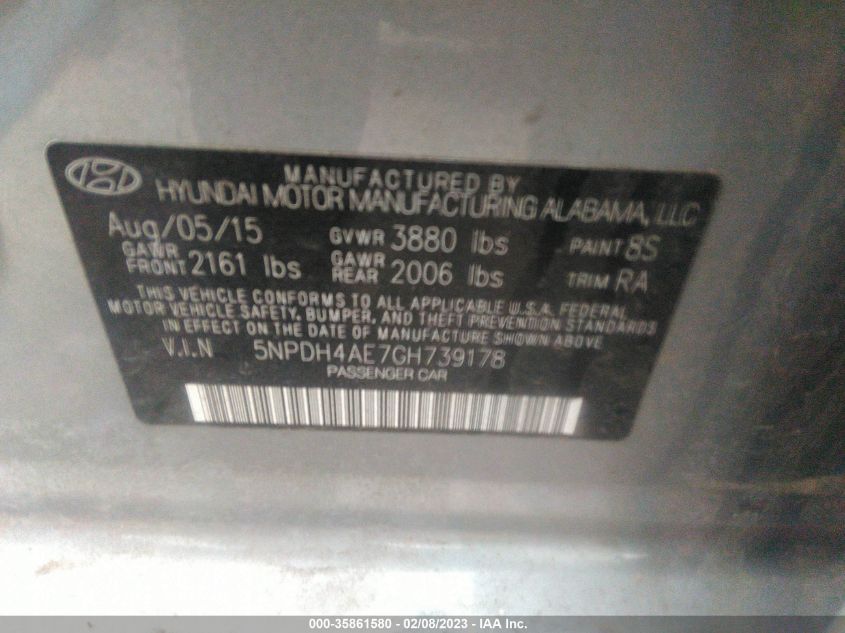 MANUFACTURED BY
HYUNDAI MOTOR MANUFACTURING ALABAMA, LLC
Aug/05/15 GVWR 3880 lbs PAINT 8S
GAWR FRONT 2161 lbs GAWR REAR 2006 lbs TRIM RA
THIS VEHICLE CONFORMS TO ALL APPLICABLE U.S.A. FEDERAL
MOTOR VEHICLE SAFETY, BUMPER, AND THEFT PREVENTION STANDARDS
IN EFFECT ON THE DATE OF MANUFACTURE SHOWN ABOVE
V.I.N 5NPDH4AE7GH739178
PASSENGER CAR
000-35861580 - 02/08/2023 - IAA Inc.